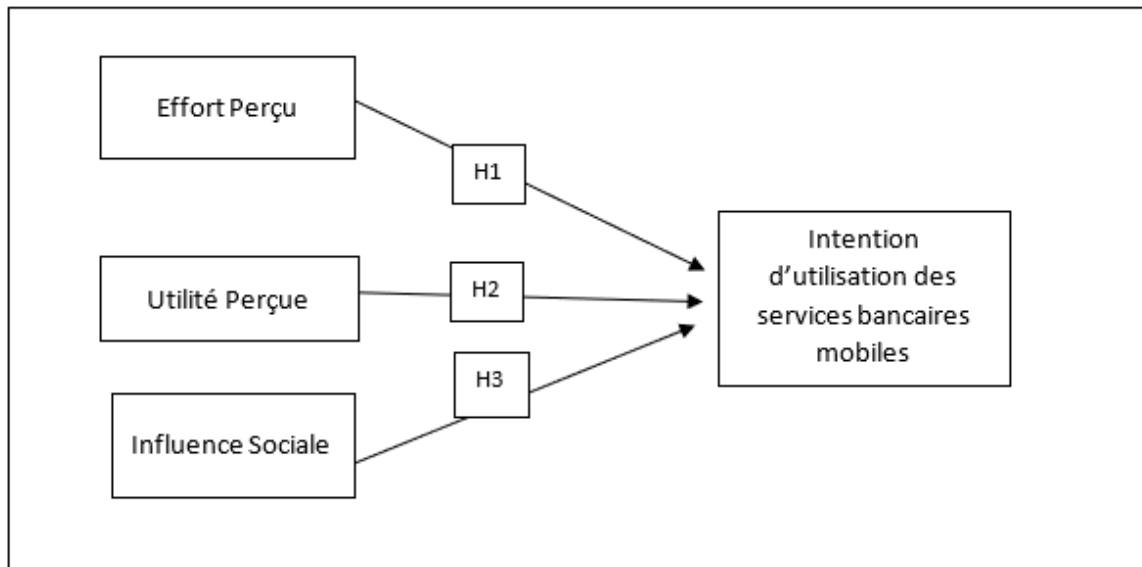 Effort Perçu
H1
Utilité Perçue
H2
Influence Sociale
H3
Intention
d’utilisation des
services bancaires
mobiles